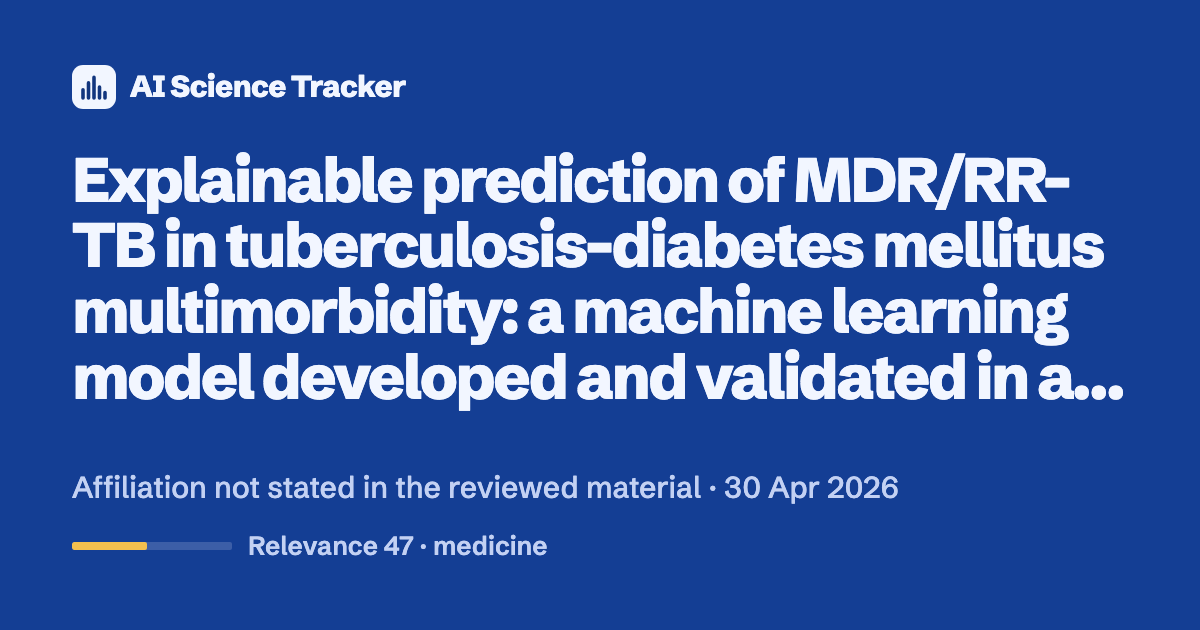 AI Science Tracker
Explainable prediction of MDR/RR-
TB in tuberculosis-diabetes mellitus
multimorbidity: a machine learning
model developed and validated in a...
Affiliation not stated in the reviewed material · 30 Apr 2026
Relevance 47 · medicine